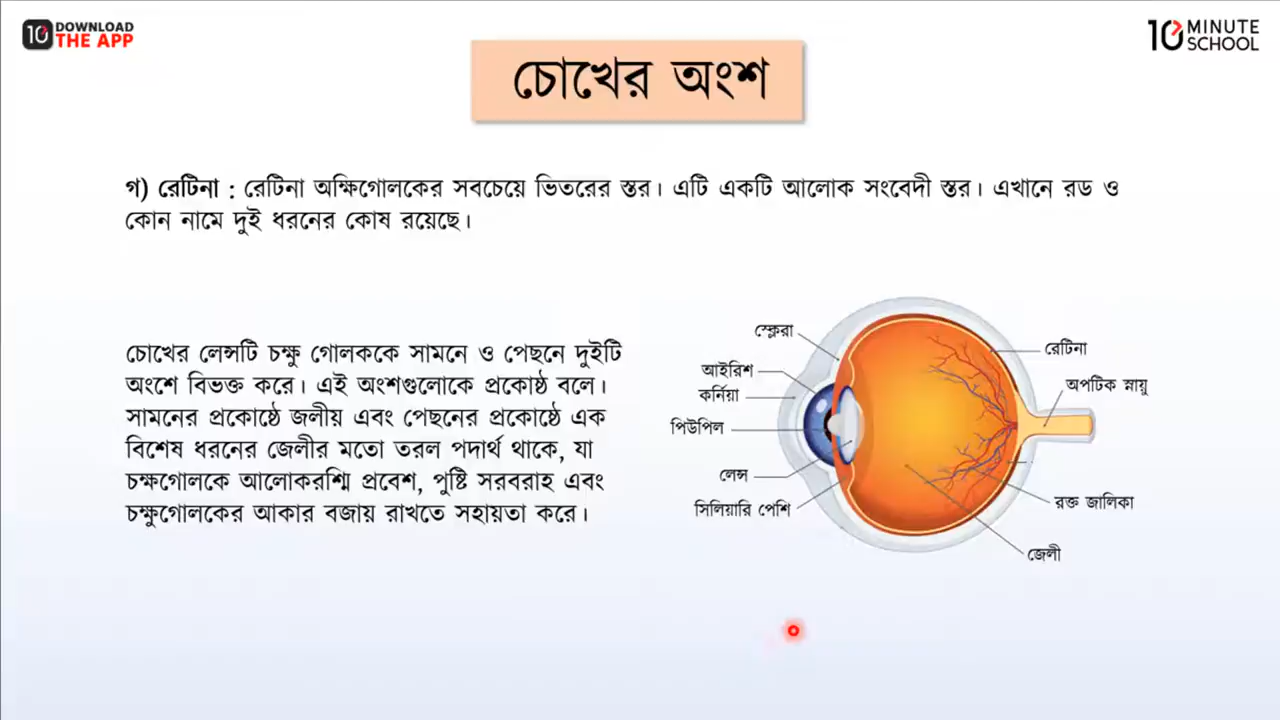 DOWNLOAD
THE APP
10 MINUTE
SCHOOL
চোখের অংশ
গ) রেটিনা : রেটিনা অক্ষিগোলকের সবচেয়ে ভিতরের স্তর। এটি একটি আলোক সংবেদী স্তর। এখানে রড ও
কোন নামে দুই ধরনের কোষ রয়েছে।
চোখের লেন্সটি চক্ষু গোলককে সামনে ও পেছনে দুইটি
অংশে বিভক্ত করে। এই অংশগুলোকে প্রকোষ্ঠ বলে।
সামনের প্রকোষ্ঠে জলীয় এবং পেছনের প্রকোষ্ঠে এক
বিশেষ ধরনের জেলীর মতো তরল পদার্থ থাকে, যা
চক্ষগোলকে আলোকরশ্মি প্রবেশ, পুষ্টি সরবরাহ এবং
চক্ষুগোলকের আকার বজায় রাখতে সহায়তা করে।
স্ক্লেরা
আইরিশ
কর্নিয়া
পিউপিল
লেন্স
সিলিয়ারি পেশি
রেটিনা
অপটিক স্নায়ু
রক্ত জালিকা
জেলী